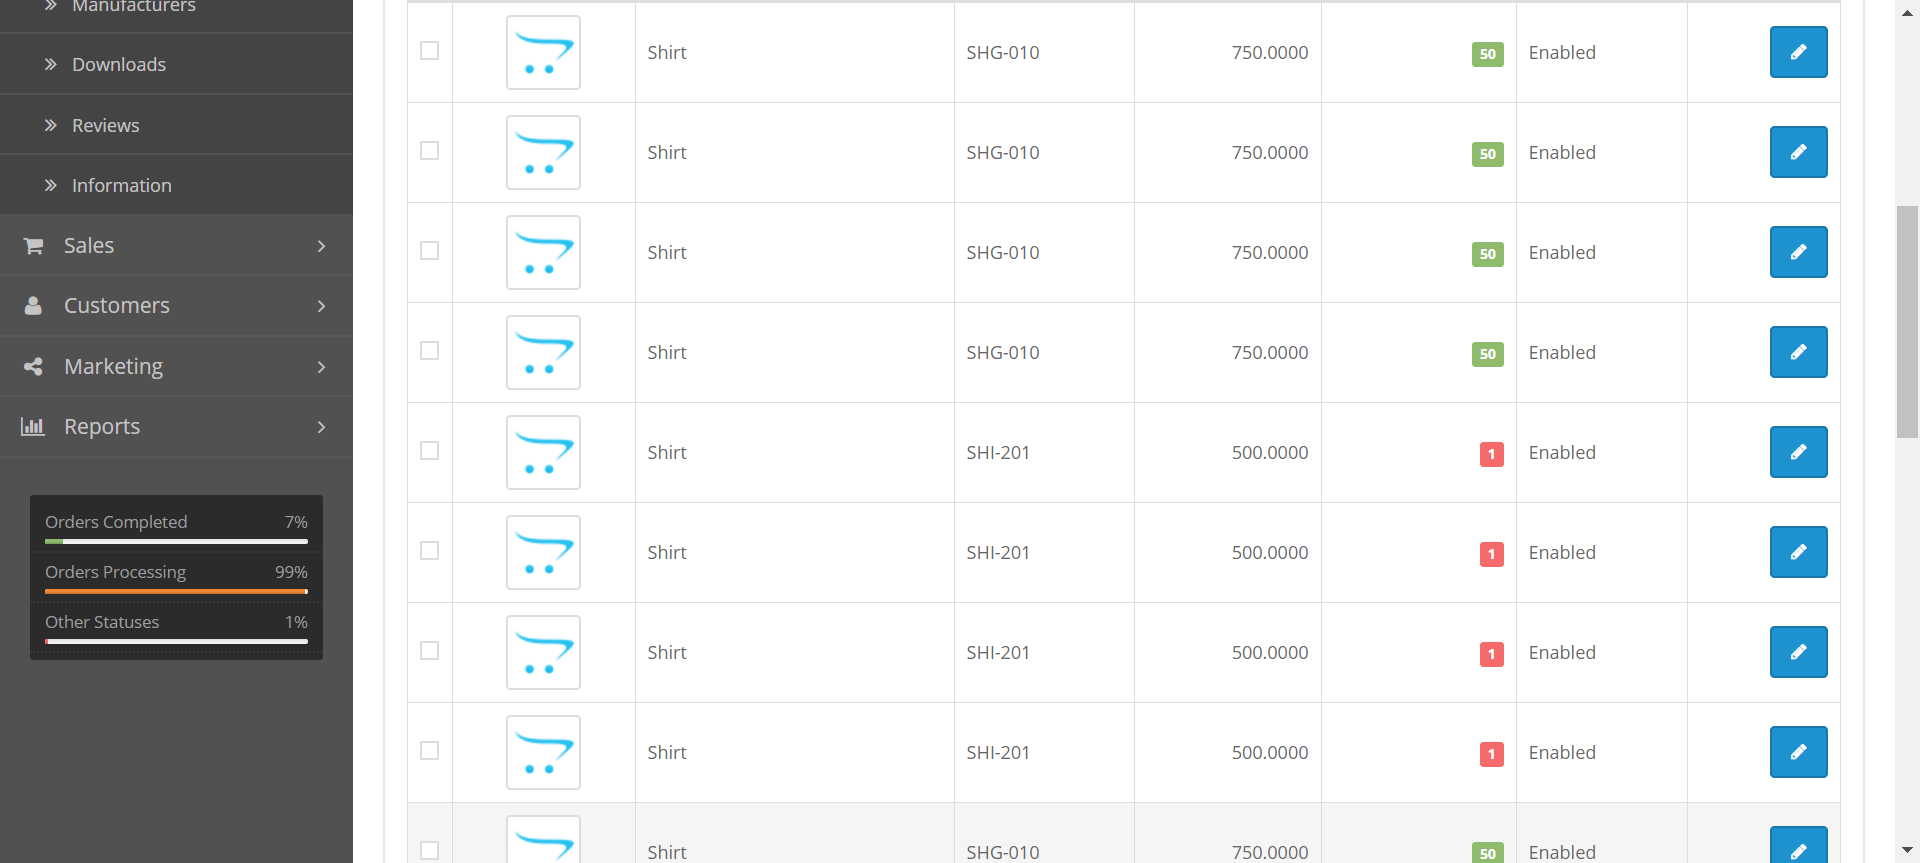 Manufacturers
Downloads
Reviews
Information
Sales
Customers
Marketing
Reports
Orders Completed 7%
Orders Processing 99%
Other Statuses 1%
Shirt SHG-010 750.0000 50 Enabled
Shirt SHG-010 750.0000 50 Enabled
Shirt SHG-010 750.0000 50 Enabled
Shirt SHG-010 750.0000 50 Enabled
Shirt SHI-201 500.0000 1 Enabled
Shirt SHI-201 500.0000 1 Enabled
Shirt SHI-201 500.0000 1 Enabled
Shirt SHI-201 500.0000 1 Enabled
Shirt SHG-010 750.0000 50 Enabled